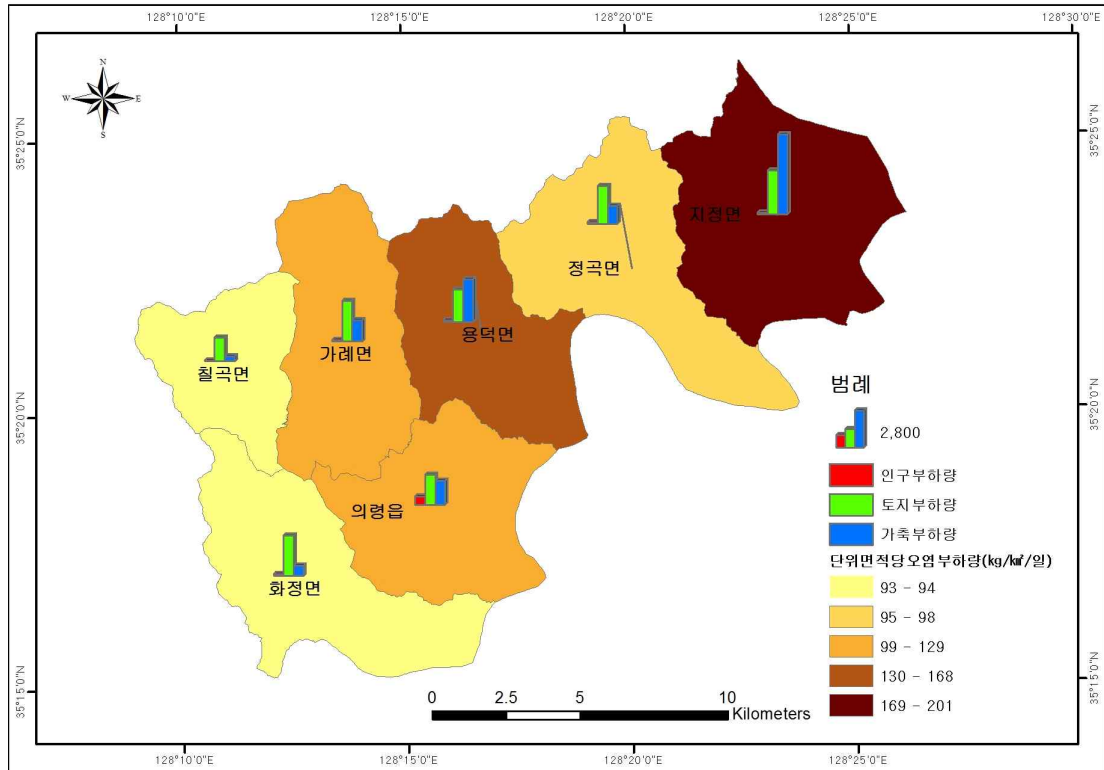 128°10'0"E 128°15'0"E 128°20'0"E 128°25'0"E 128°30'0"E
N
W E
S
35°25'0"N 35°25'0"N
지정면
정곡면
용덕면
가례면
칠곡면
35°20'0"N 35°20'0"N
의령읍
화정면
범례
2,800
인구부하량
토지부하량
가축부하량
단위면적당오염부하량(kg/㎢/일)
93 - 94
95 - 98
99 - 129
130 - 168
169 - 201
0 2.5 5 10
Kilometers
35°15'0"N 35°15'0"N
128°10'0"E 128°15'0"E 128°20'0"E 128°25'0"E